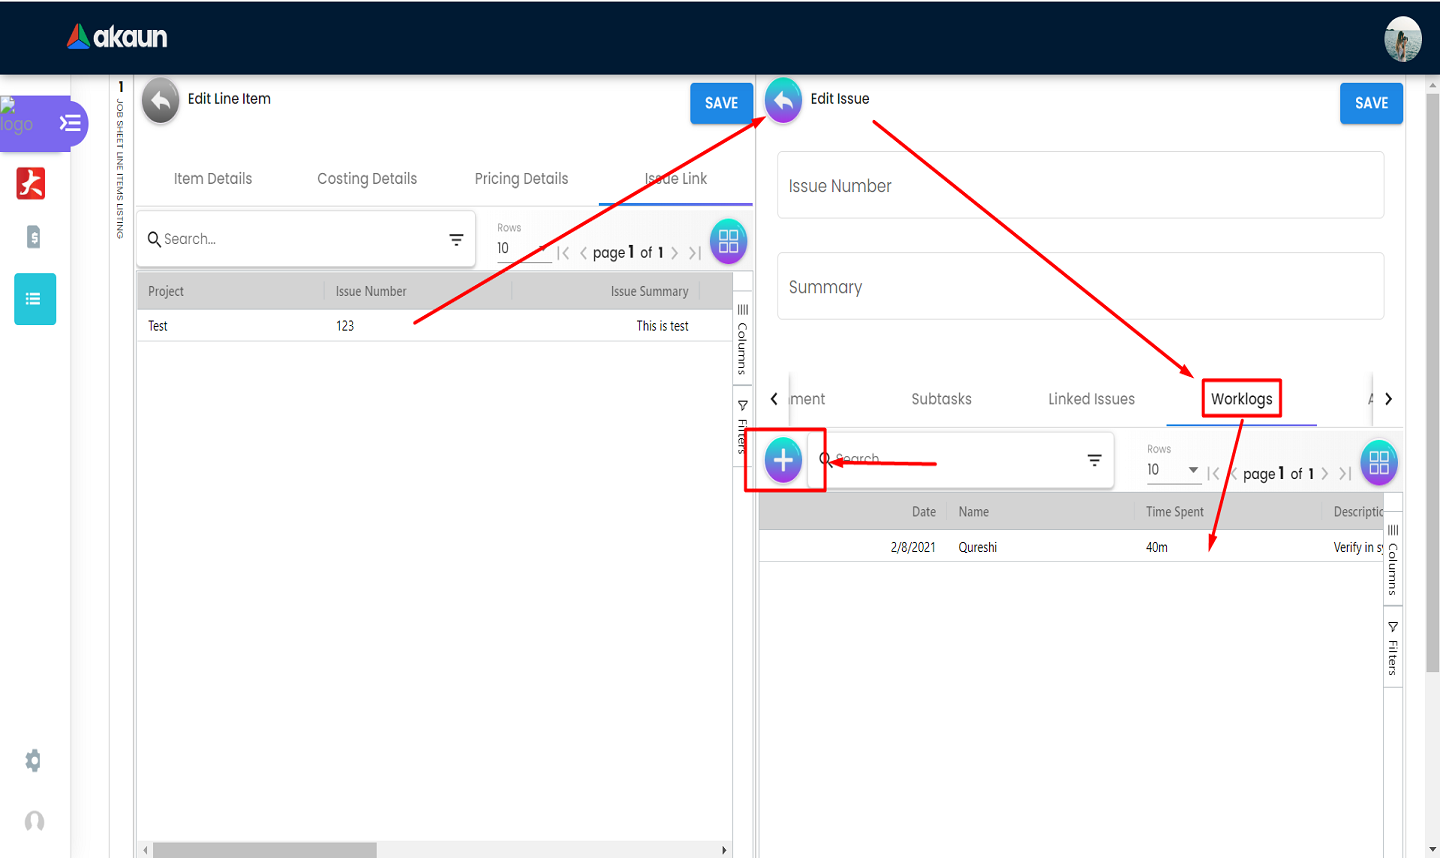 akaun
logo
1
JOB SHEET LINE ITEMS LISTING
Edit Line Item
SAVE
Item Details
Costing Details
Pricing Details
Issue Link
Search...
Rows
10
page 1 of 1
Project
Issue Number
Issue Summary
Test
123
This is test
Columns
Filters
Edit Issue
SAVE
Issue Number
Summary
nment
Subtasks
Linked Issues
Worklogs
A
Search
Rows
10
page 1 of 1
Date
Name
Time Spent
Descriptic
2/8/2021
Qureshi
40m
Verify in sy
Columns
Filters